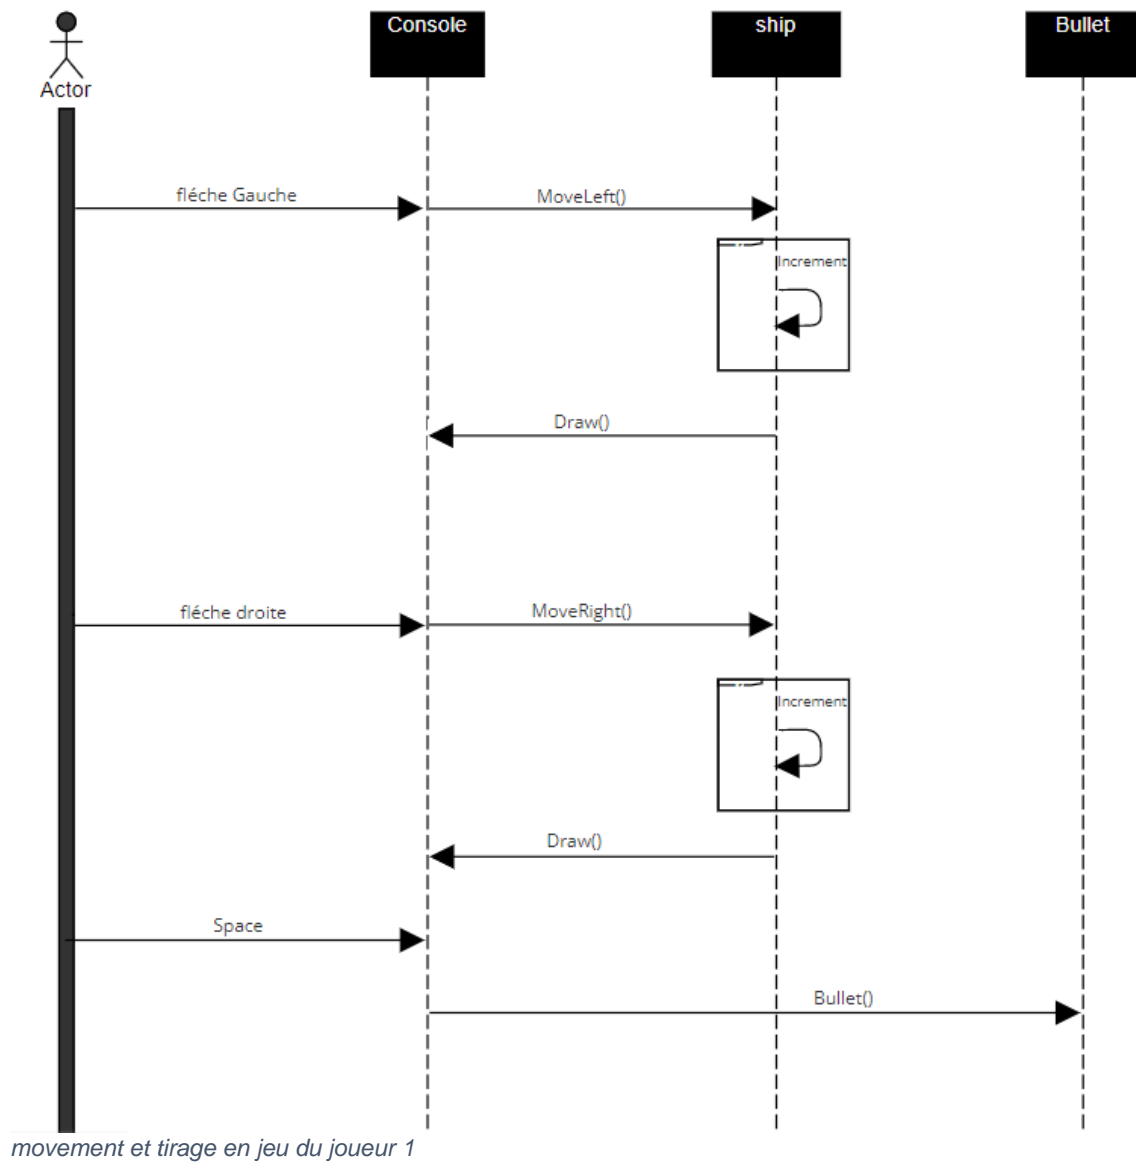 Console
ship
Bullet
Actor
fléche Gauche
MoveLeft()
Increment
Draw()
fléche droite
MoveRight()
Increment
Draw()
Space
Bullet()
movement et tirage en jeu du joueur 1